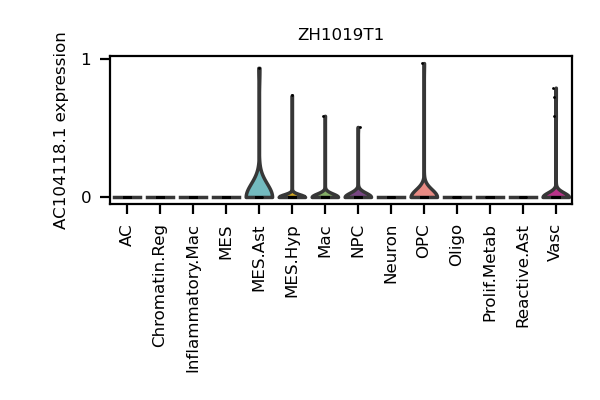 ZH1019T1
AC104118.1 expression
1
0
AC
Chromatin.Reg
Inflammatory.Mac
MES
MES.Ast
MES.Hyp
Mac
NPC
Neuron
OPC
Oligo
Prolif.Metab
Reactive.Ast
Vasc